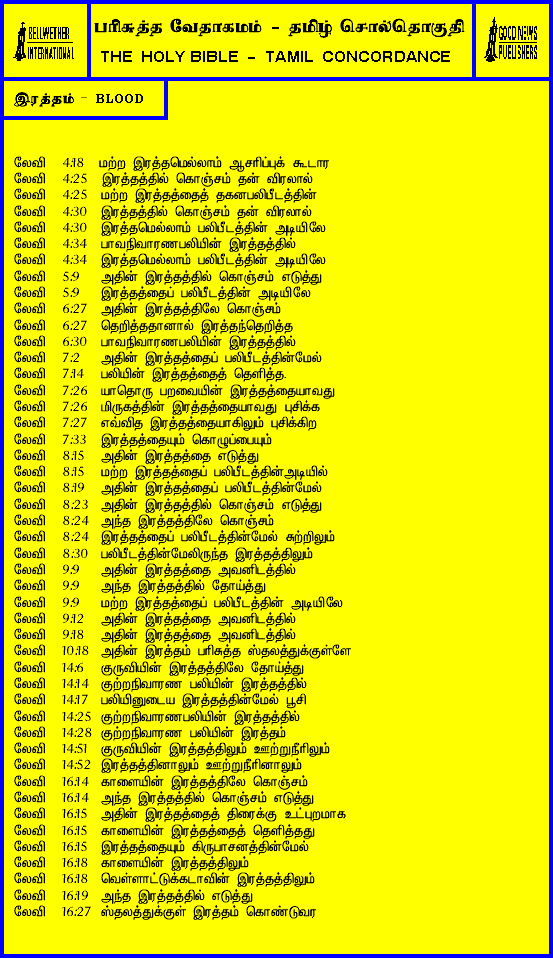 BELLWETHER
INTERNATIONAL
பரிசுத்த வேதாகமம் - தமிழ் சொல்தொகுதி
THE HOLY BIBLE - TAMIL CONCORDANCE
GOOD NEWS
PUBLISHERS
இரத்தம் - BLOOD
லேவி 4:18 மற்ற இரத்தமெல்லாம் ஆசரிப்புக் கூடார
லேவி 4:25 இரத்தத்தில் கொஞ்சம் தன் விரலால்
லேவி 4:25 மற்ற இரத்தத்தைத் தகனபலிபீடத்தின்
லேவி 4:30 இரத்தத்தில் கொஞ்சம் தன் விரலால்
லேவி 4:30 இரத்தமெல்லாம் பலிபீடத்தின் அடியிலே
லேவி 4:34 பாவநிவாரணபலியின் இரத்தத்தில்
லேவி 4:34 இரத்தமெல்லாம் பலிபீடத்தின் அடியிலே
லேவி 5:9 அதின் இரத்தத்தில் கொஞ்சம் எடுத்து
லேவி 5:9 இரத்தத்தைப் பலிபீடத்தின் அடியிலே
லேவி 6:27 அதின் இரத்தத்திலே கொஞ்சம்
லேவி 6:27 தெறித்ததானால் இரத்தந்தெறித்த
லேவி 6:30 பாவநிவாரணபலியின் இரத்தத்தில்
லேவி 7:2 அதின் இரத்தத்தைப் பலிபீடத்தின்மேல்
லேவி 7:14 பலியின் இரத்தத்தைத் தெளித்த.
லேவி 7:26 யாதொரு பறவையின் இரத்தத்தையாவது
லேவி 7:26 மிருகத்தின் இரத்தத்தையாவது புசிக்க
லேவி 7:27 எவ்வித இரத்தத்தையாகிலும் புசிக்கிற
லேவி 7:33 இரத்தத்தையும் கொழுப்பையும்
லேவி 8:15 அதின் இரத்தத்தை எடுத்து
லேவி 8:15 மற்ற இரத்தத்தைப் பலிபீடத்தின்அடியில்
லேவி 8:19 அதின் இரத்தத்தைப் பலிபீடத்தின்மேல்
லேவி 8:23 அதின் இரத்தத்தில் கொஞ்சம் எடுத்து
லேவி 8:24 அந்த இரத்தத்திலே கொஞ்சம்
லேவி 8:24 இரத்தத்தைப் பலிபீடத்தின்மேல் சுற்றிலும்
லேவி 8:30 பலிபீடத்தின்மேலிருந்த இரத்தத்திலும்
லேவி 9:9 அதின் இரத்தத்தை அவனிடத்தில்
லேவி 9:9 அந்த இரத்தத்தில் தோய்த்து
லேவி 9:9 மற்ற இரத்தத்தைப் பலிபீடத்தின் அடியிலே
லேவி 9:12 அதின் இரத்தத்தை அவனிடத்தில்
லேவி 9:18 அதின் இரத்தத்தை அவனிடத்தில்
லேவி 10:18 அதின் இரத்தம் பரிசுத்த ஸ்தலத்துக்குள்ளே
லேவி 14:6 குருவியின் இரத்தத்திலே தோய்த்து
லேவி 14:14 குற்றநிவாரண பலியின் இரத்தத்தில்
லேவி 14:17 பலியினுடைய இரத்தத்தின்மேல் பூசி
லேவி 14:25 குற்றநிவாரணபலியின் இரத்தத்தில்
லேவி 14:28 குற்றநிவாரண பலியின் இரத்தம்
லேவி 14:51 குருவியின் இரத்தத்திலும் ஊற்றுநீரிலும்
லேவி 14:52 இரத்தத்தினாலும் ஊற்றுநீரினாலும்
லேவி 16:14 காளையின் இரத்தத்திலே கொஞ்சம்
லேவி 16:14 அந்த இரத்தத்தில் கொஞ்சம் எடுத்து
லேவி 16:15 அதின் இரத்தத்தைத் திரைக்கு உட்புறமாக
லேவி 16:15 காளையின் இரத்தத்தைத் தெளித்தது
லேவி 16:15 இரத்தத்தையும் கிருபாசனத்தின்மேல்
லேவி 16:18 காளையின் இரத்தத்திலும்
லேவி 16:18 வெள்ளாட்டுக்கடாவின் இரத்தத்திலும்
லேவி 16:19 அந்த இரத்தத்தில் எடுத்து
லேவி 16:27 ஸ்தலத்துக்குள் இரத்தம் கொண்டுவர